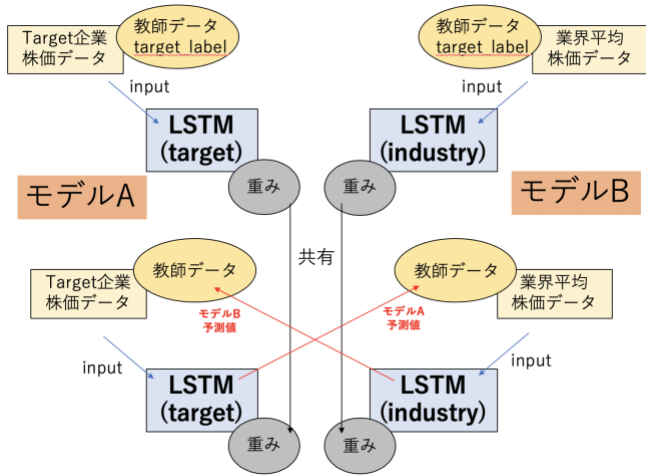 Target企業
株価データ
教師データ
target_label
input
LSTM
(target)
重み
モデルA
教師データ
target_label
業界平均
株価データ
input
LSTM
(industry)
重み
モデルB
共有
Target企業
株価データ
教師データ
モデルB
予測値
input
LSTM
(target)
重み
教師データ
業界平均
株価データ
モデルA
予測値
input
LSTM
(industry)
重み